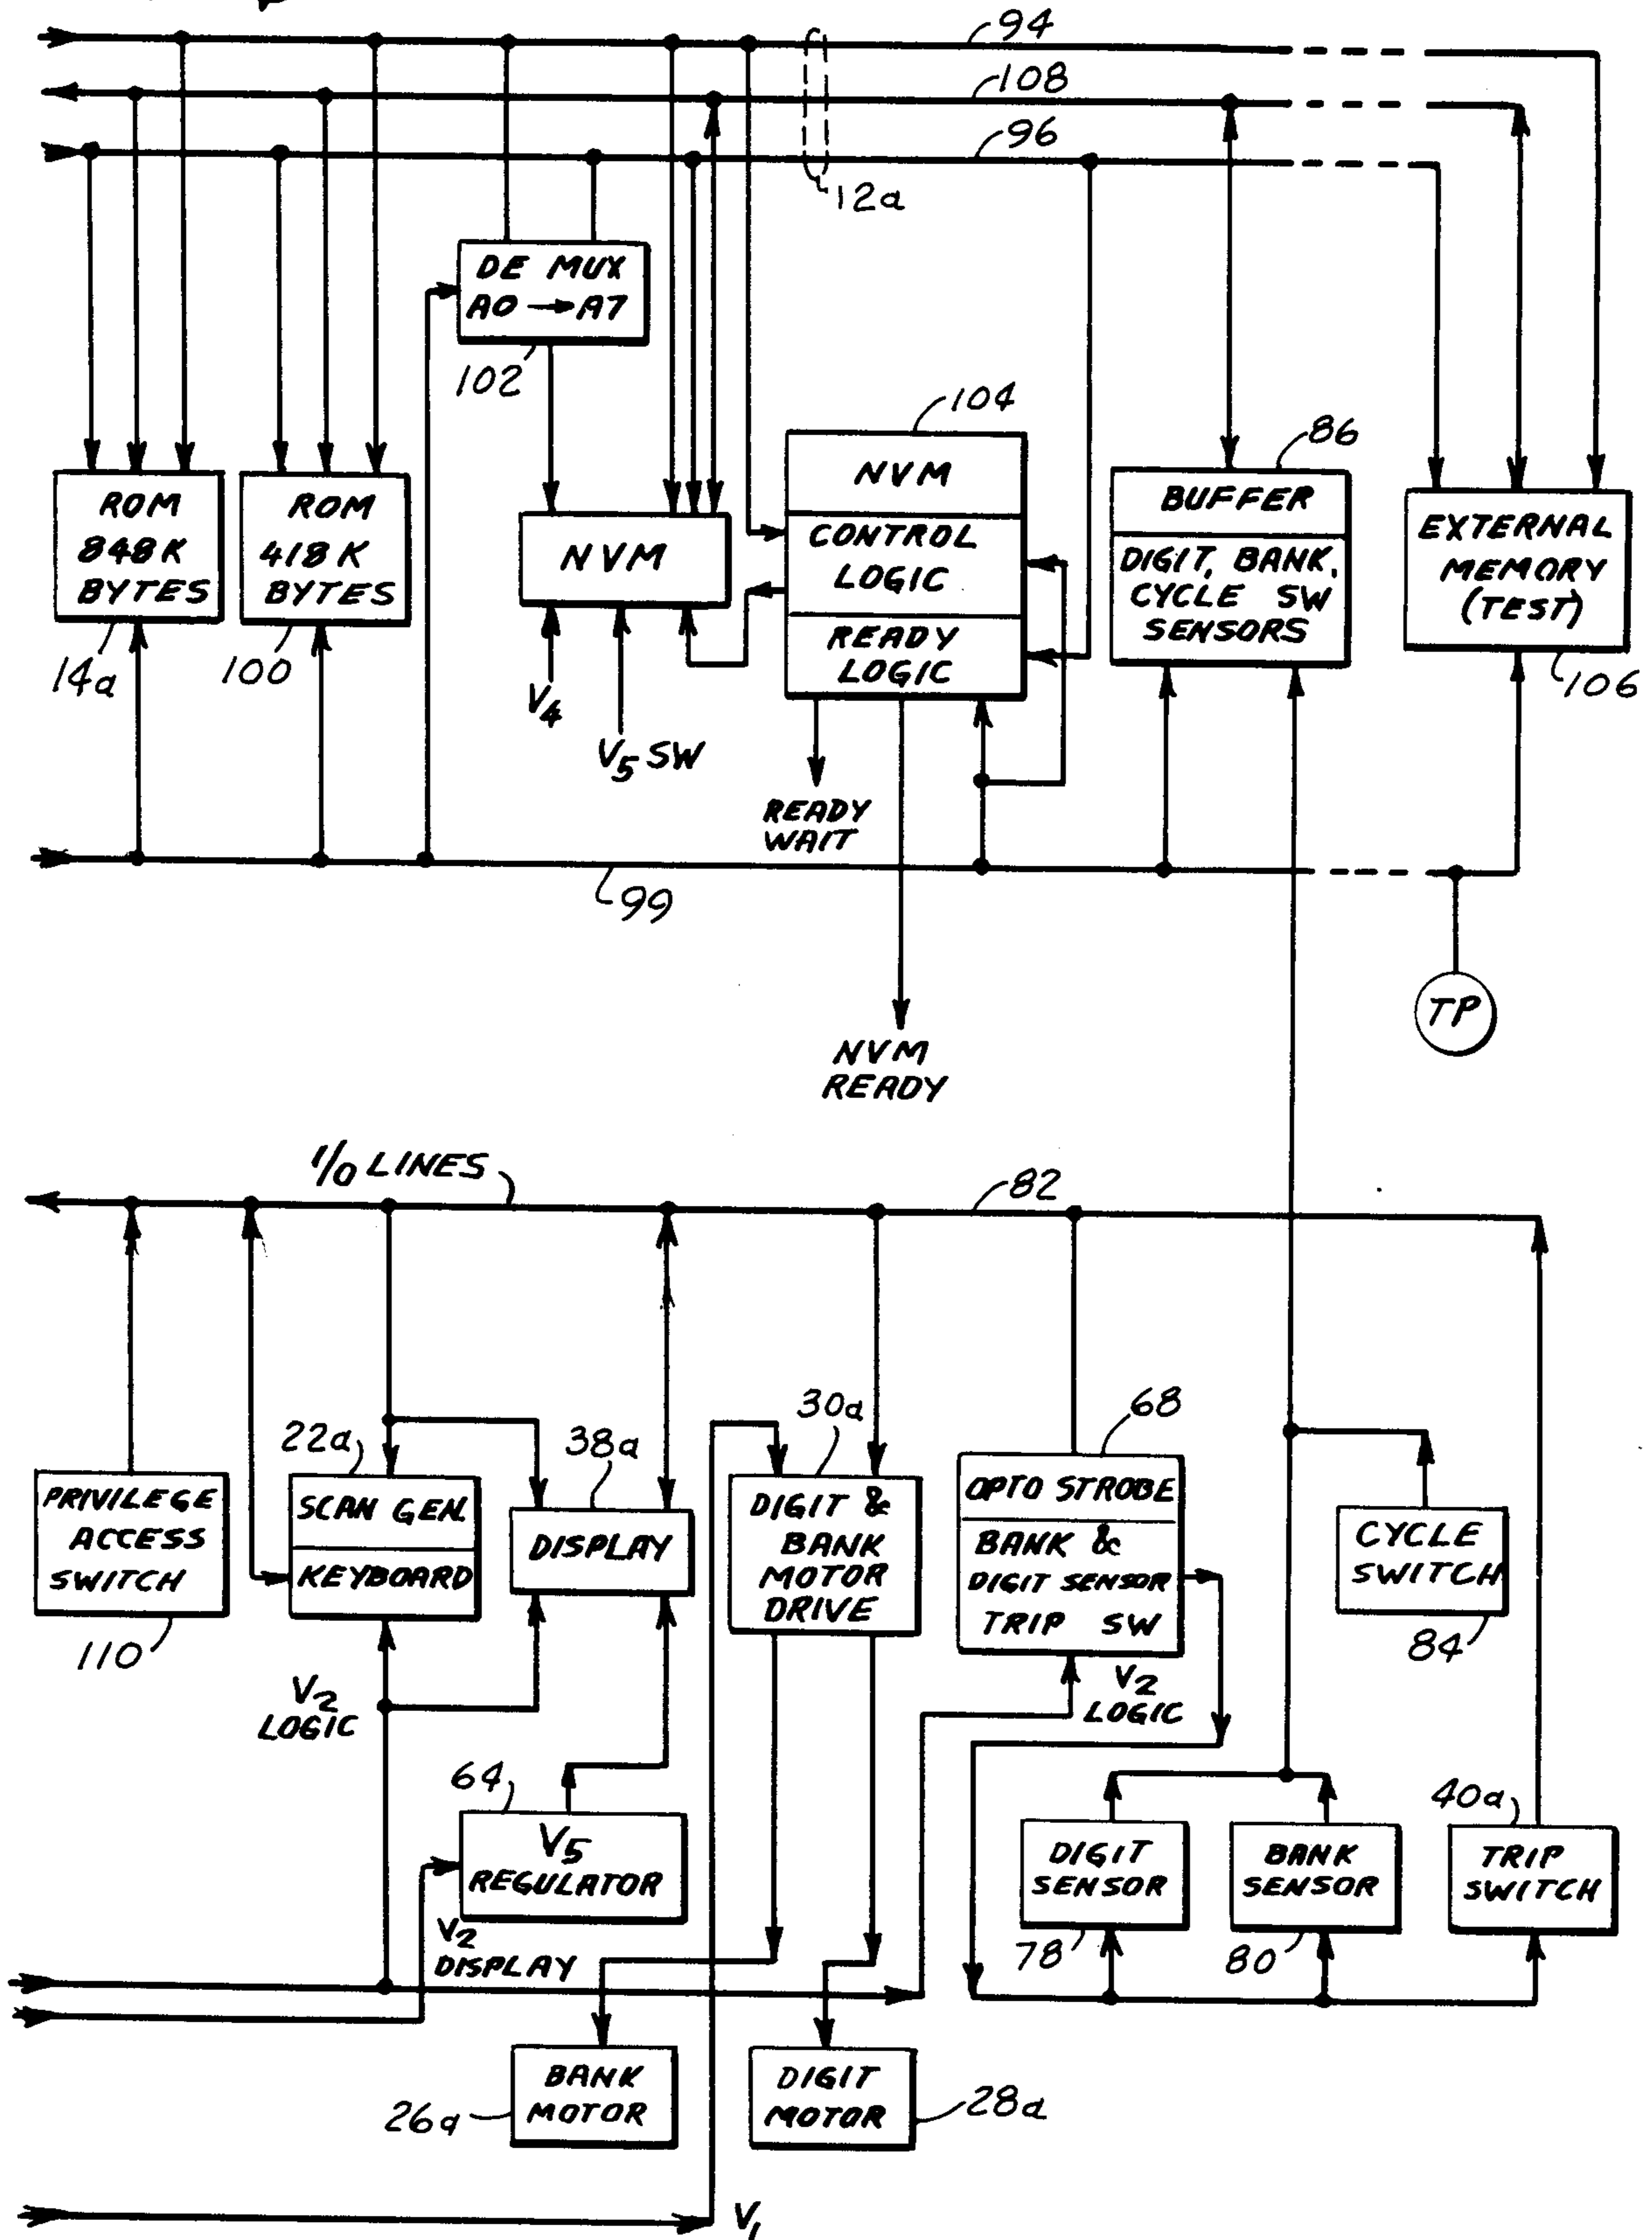 94
108
96
12a
DE MUX
A0 → A7
102
104
86
ROM
848K
BYTES
14a
ROM
418K
BYTES
100
NVM
V4
V5 SW
NVM
CONTROL
LOGIC
READY
LOGIC
READY
WAIT
NVM
READY
BUFFER
DIGIT, BANK,
CYCLE SW
SENSORS
EXTERNAL
MEMORY
(TEST)
106
99
TP
I/O LINES
82
PRIVILEGE
ACCESS
SWITCH
110
22a
SCAN GEN.
KEYBOARD
38a
DISPLAY
30a
DIGIT &
BANK
MOTOR
DRIVE
68
OPTO STROBE
BANK &
DIGIT SENSOR
TRIP SW
CYCLE
SWITCH
84
V2
LOGIC
V2
LOGIC
64
V5
REGULATOR
V2
DISPLAY
DIGIT
SENSOR
78
BANK
SENSOR
80
40a
TRIP
SWITCH
BANK
MOTOR
26a
DIGIT
MOTOR
28a
V1